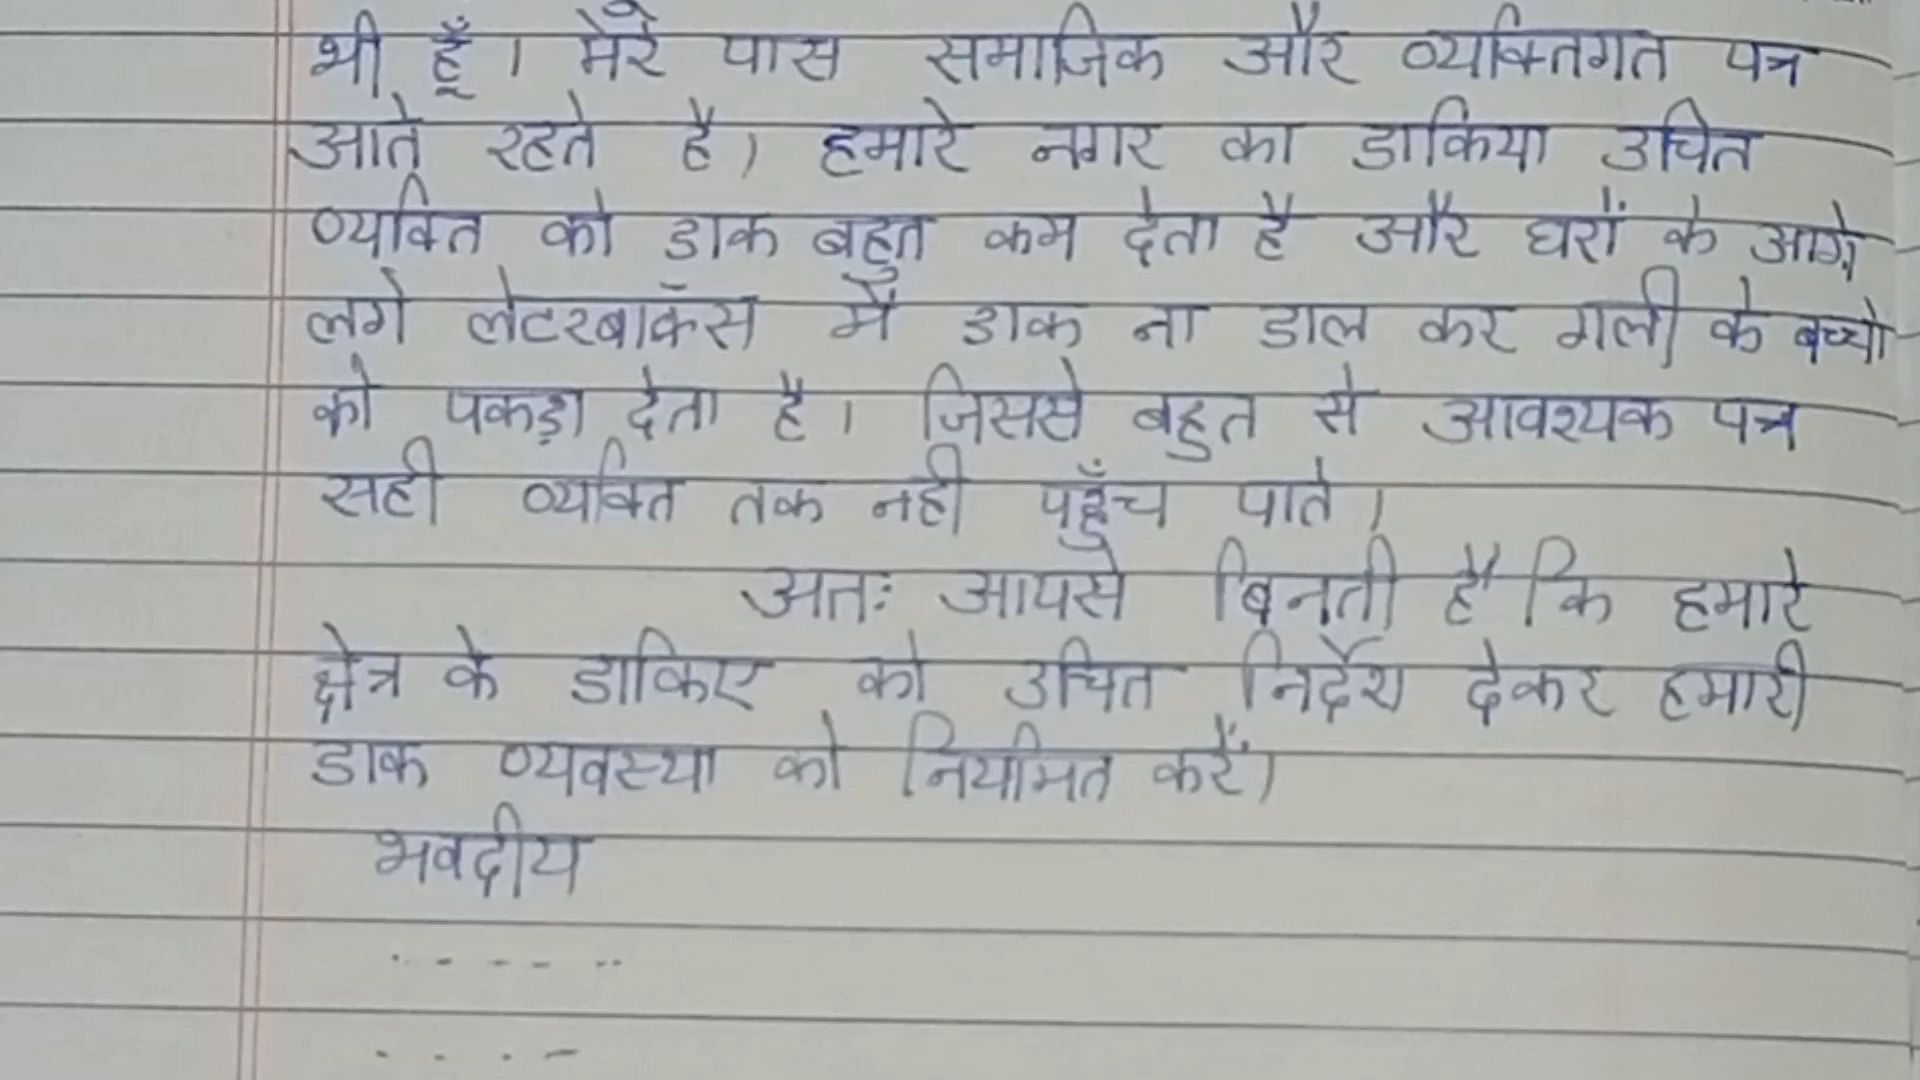 भी हूँ। मेरे पास समाजिक और व्यक्तिगत पत्र
आते रहते है। हमारे नगर का डाकिया उचित
व्यक्ति को डाक बहुत कम देता है और घरों के आगे
लगे लेटरबॉक्स में डाक ना डाल कर गली के बच्चो
को पकड़ा देता है। जिससे बहुत से आवश्यक पत्र
सही व्यक्ति तक नही पहुँच पाते।
अतः आपसे बिनती है कि हमारे
क्षेत्र के डाकिए को उचित निर्देश देकर हमारी
डाक व्यवस्था को नियमित करें।
भवदीय